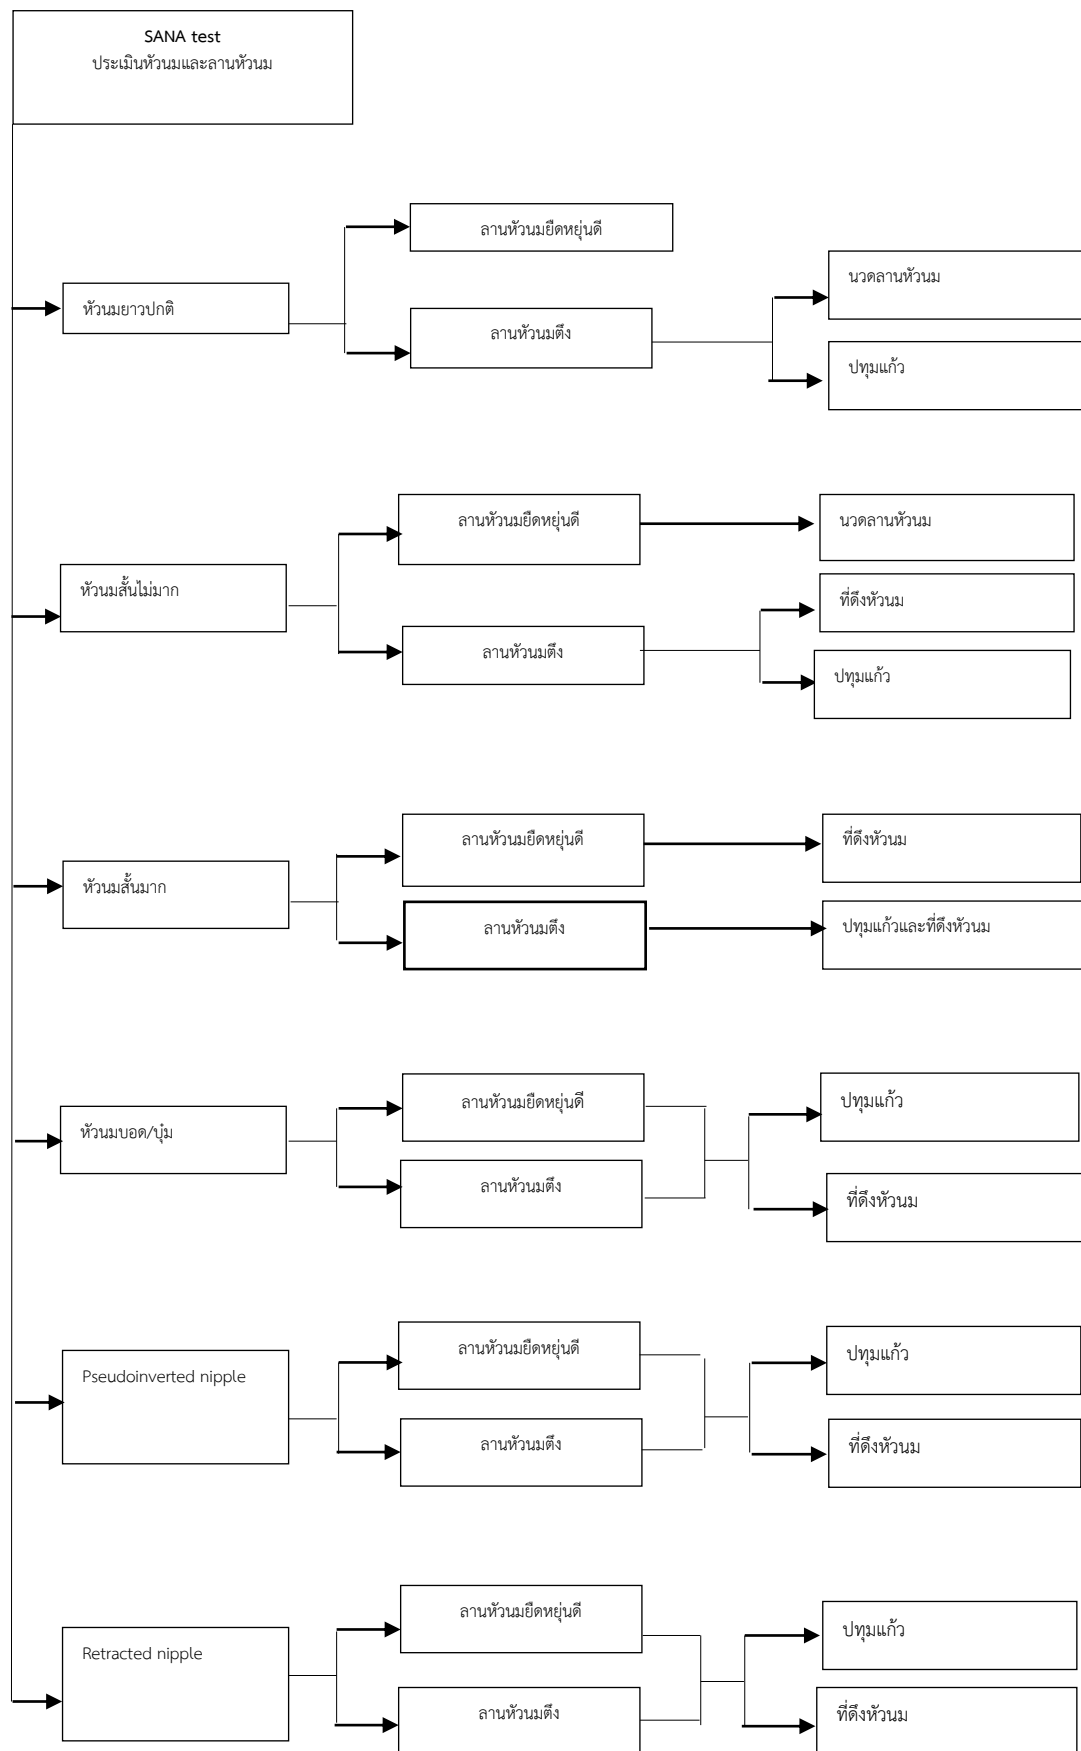 SANA test
ประเมินหัวนมและลานหัวนม
ลานหัวนมยืดหยุ่นดี
นวดลานหัวนม
หัวนมยาวปกติ
ลานหัวนมตึง
ปทุมแก้ว
ลานหัวนมยืดหยุ่นดี
นวดลานหัวนม
หัวนมสั้นไม่มาก
ที่ดึงหัวนม
ลานหัวนมตึง
ปทุมแก้ว
ลานหัวนมยืดหยุ่นดี
ที่ดึงหัวนม
หัวนมสั้นมาก
ลานหัวนมตึง
ปทุมแก้วและที่ดึงหัวนม
ลานหัวนมยืดหยุ่นดี
ปทุมแก้ว
หัวนมบอด/บุ๋ม
ลานหัวนมตึง
ที่ดึงหัวนม
ลานหัวนมยืดหยุ่นดี
ปทุมแก้ว
Pseudoinverted nipple
ลานหัวนมตึง
ที่ดึงหัวนม
ลานหัวนมยืดหยุ่นดี
ปทุมแก้ว
Retracted nipple
ลานหัวนมตึง
ที่ดึงหัวนม